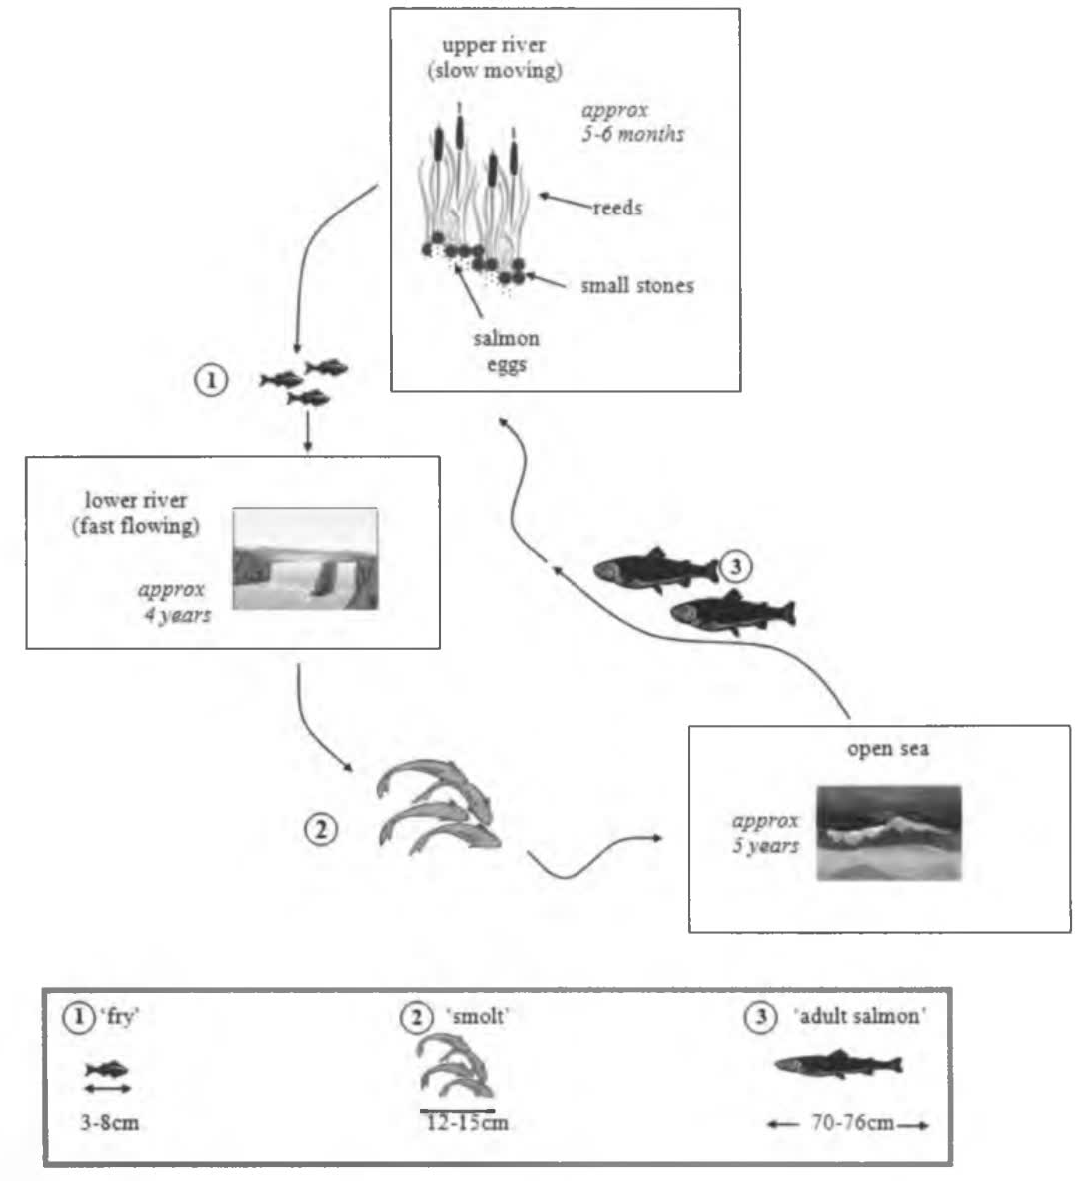 upper river
(slow moving)
approx
5-6 months
reeds
small stones
salmon
eggs
1
lower river
(fast flowing)
approx
4 years
3
open sea
approx
5 years
2
1 'fry'
3-8cm
2 'smolt'
12-15cm
3 'adult salmon'
70-76cm